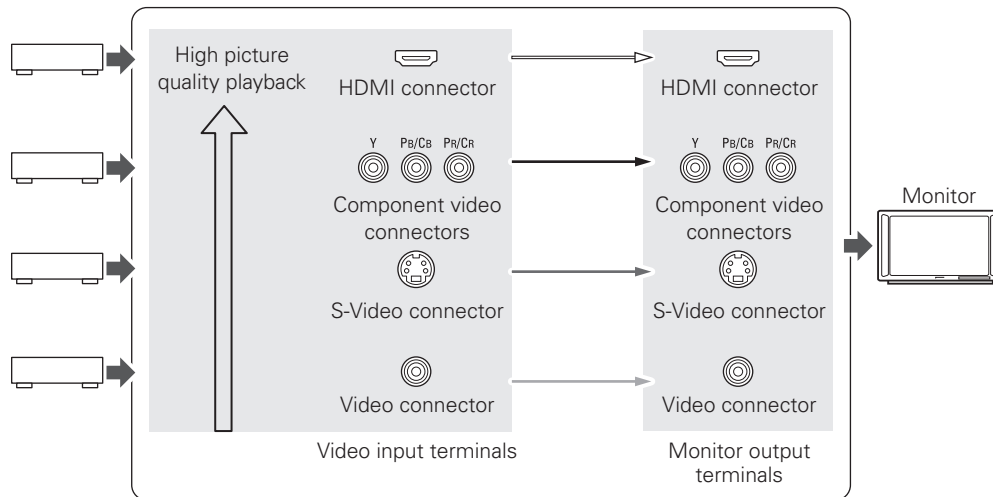 High picture
quality playback
HDMI connector
HDMI connector
Y PB/CB PR/CR
Y PB/CB PR/CR
Component video
connectors
Component video
connectors
Monitor
S-Video connector
S-Video connector
Video connector
Video connector
Video input terminals
Monitor output
terminals